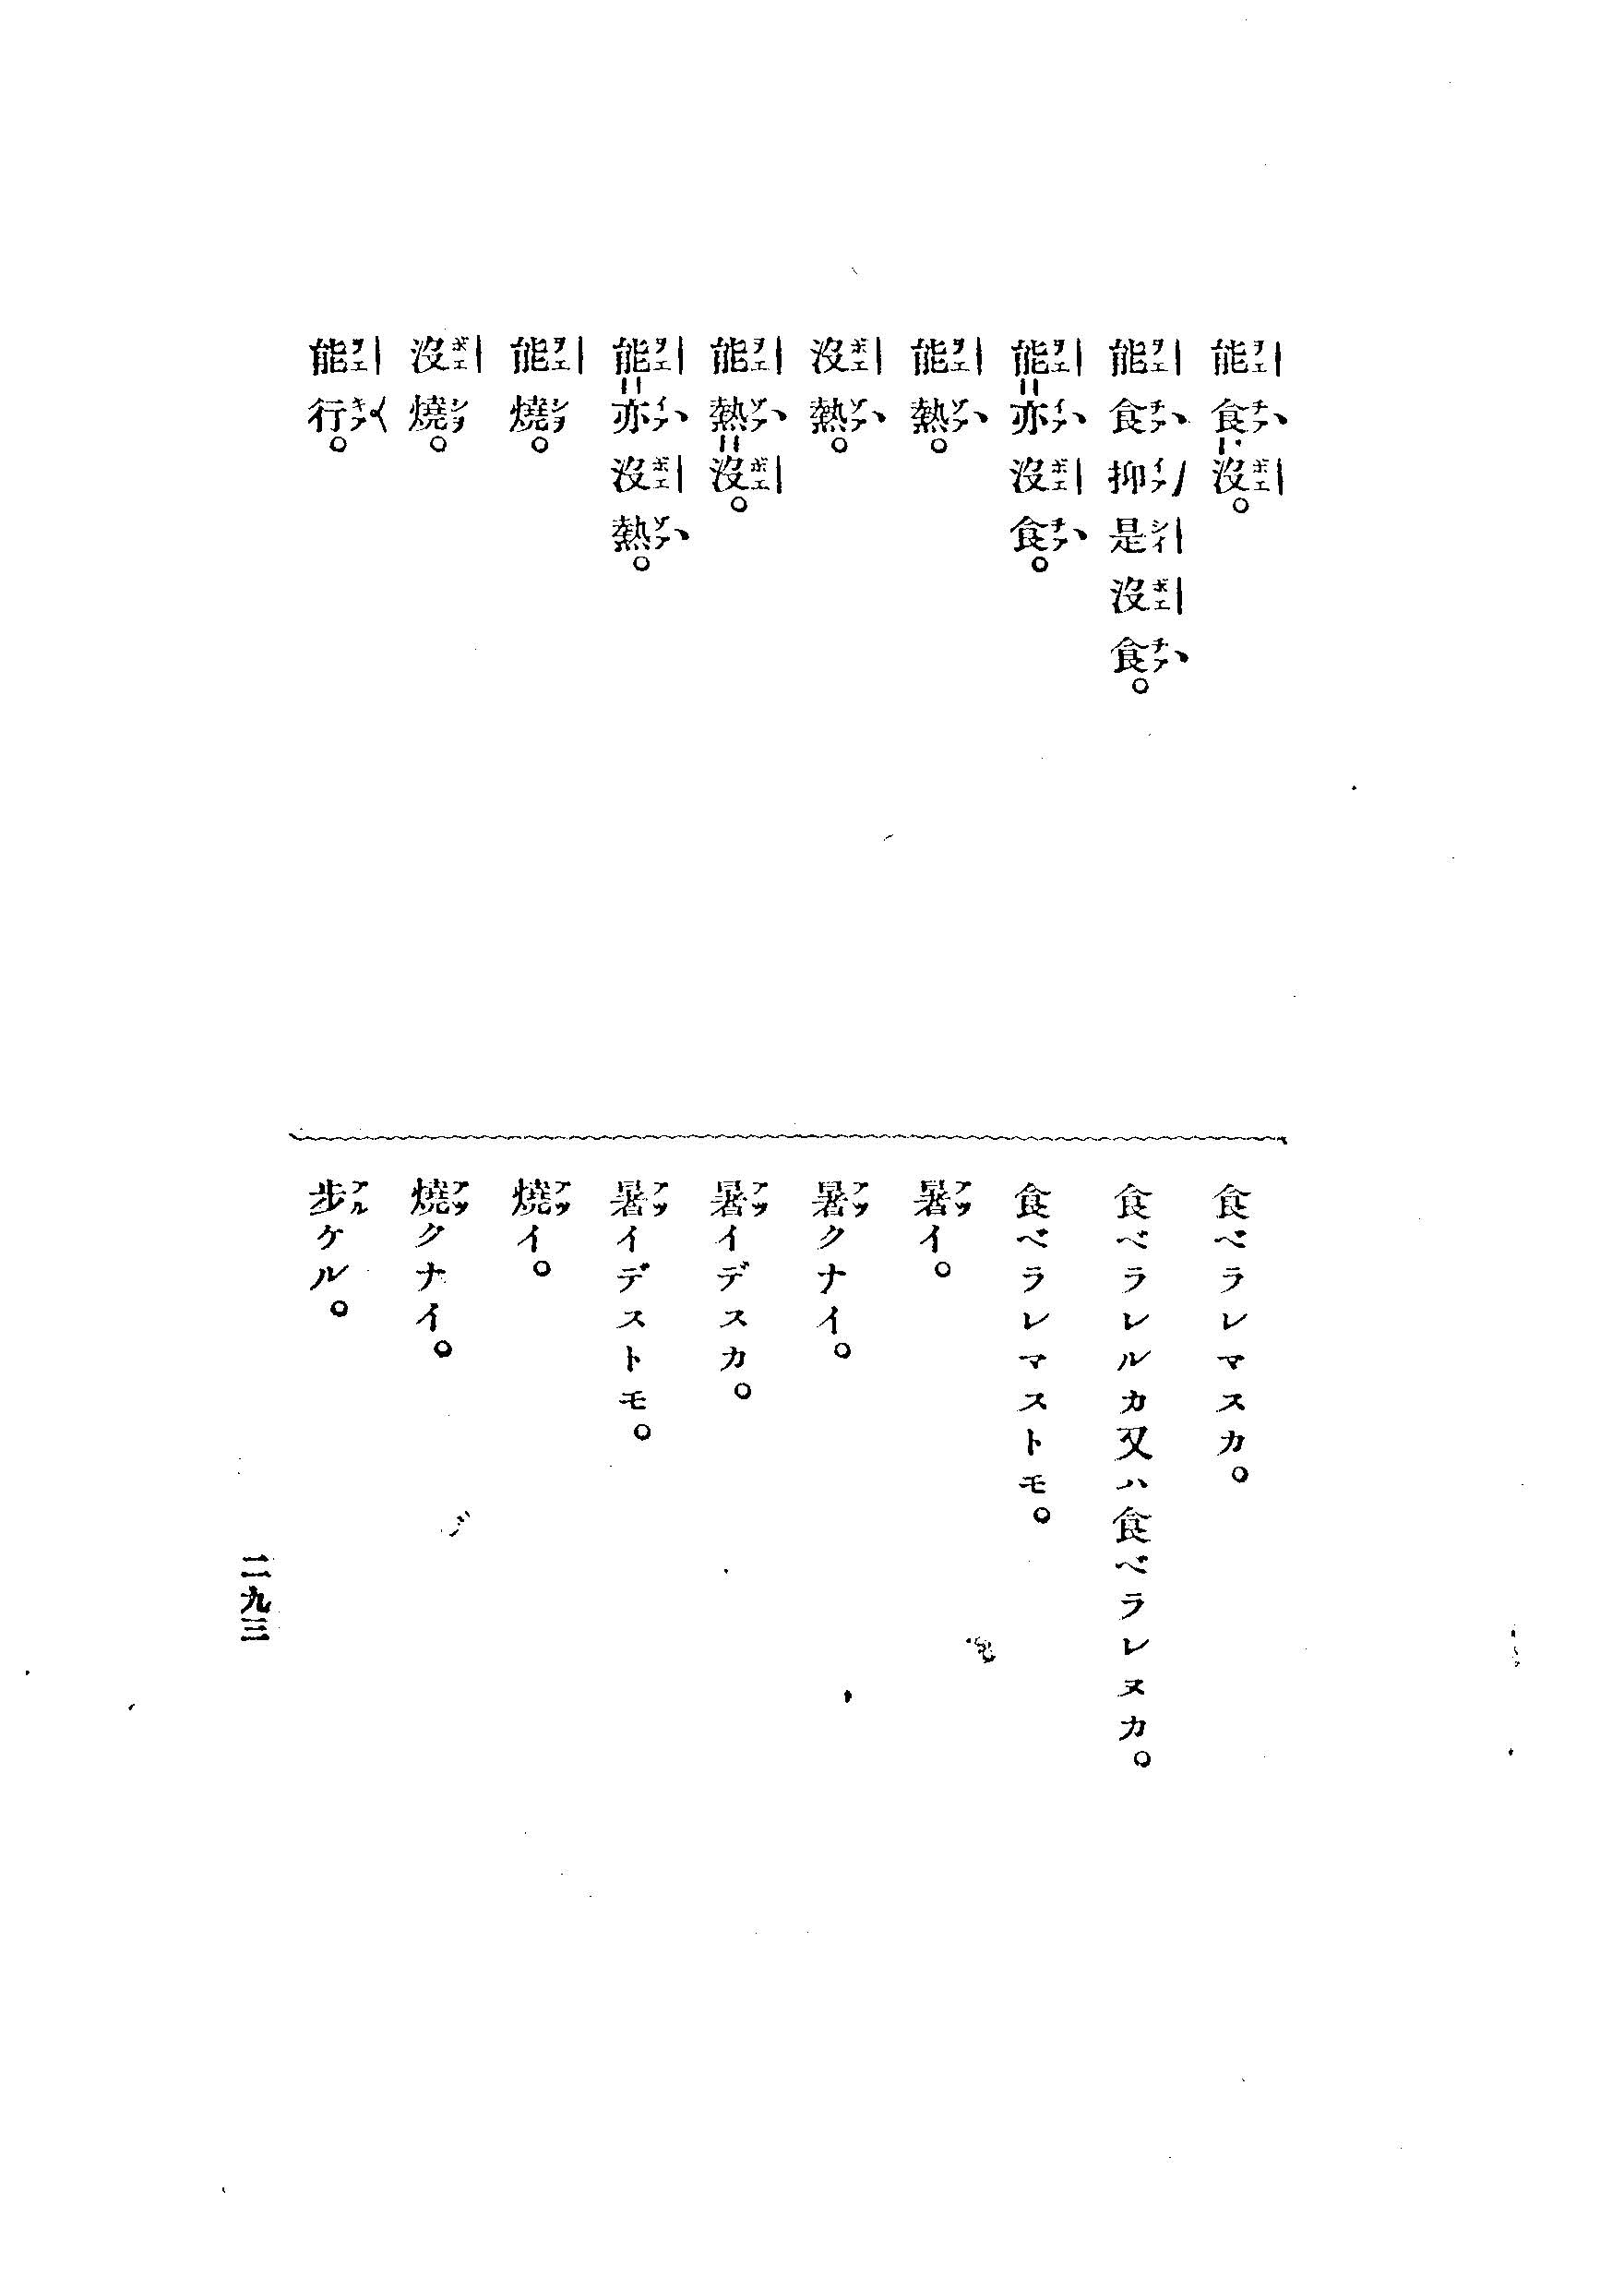 能食=沒。
能食抑是沒食。
能=亦沒食。
能熱。
沒熱。
能熱=沒。
能=亦沒熱。
能燒。
沒燒。
能行。
食ベラレマスカ。
食ベラレルカ又ハ食ベラレヌカ。
食ベラレマストモ。
暑イ。
暑クナイ。
暑イデスカ。
暑イデストモ。
燒イ。
燒クナイ。
步ケル。
二九三